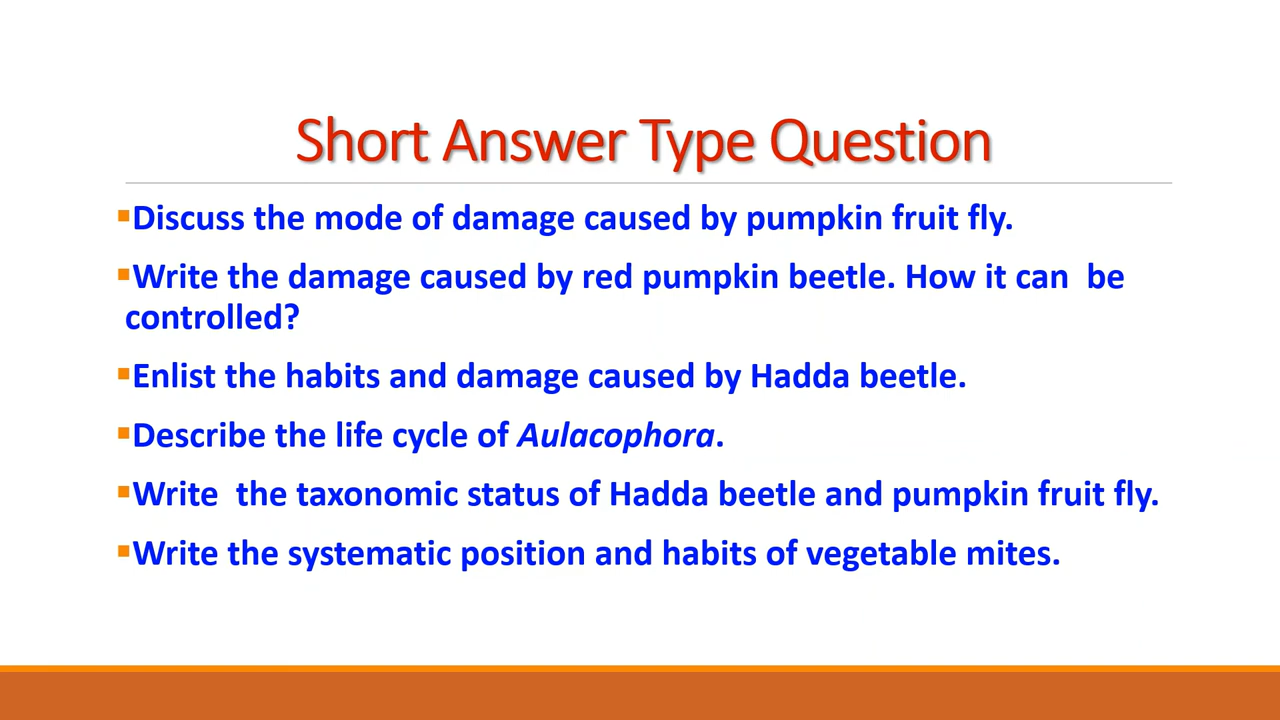 Short Answer Type Question
▪Discuss the mode of damage caused by pumpkin fruit fly.
▪Write the damage caused by red pumpkin beetle. How it can  be
controlled?
▪Enlist the habits and damage caused by Hadda beetle.
▪Describe the life cycle of Aulacophora.
▪Write  the taxonomic status of Hadda beetle and pumpkin fruit fly.
▪Write the systematic position and habits of vegetable mites.